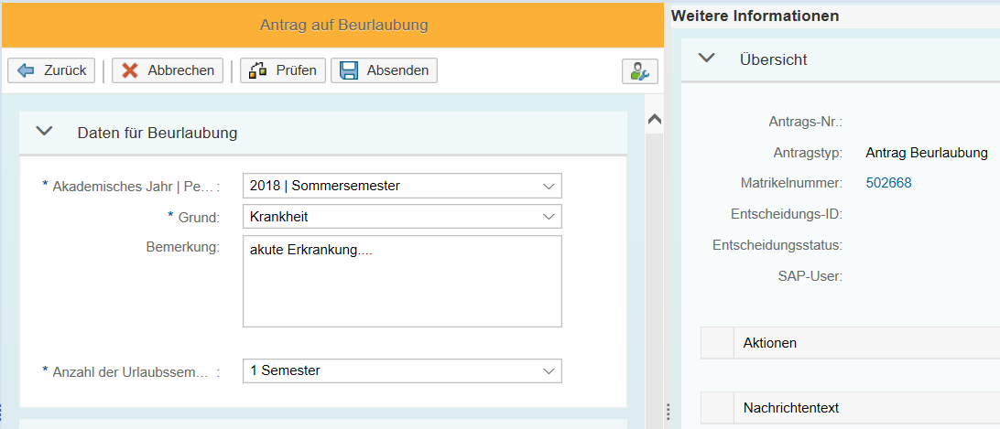 Antrag auf Beurlaubung
Zurück
Abbrechen
Prüfen
Absenden
Daten für Beurlaubung
* Akademisches Jahr | Pe... : 2018 | Sommersemester
* Grund: Krankheit
Bemerkung: akute Erkrankung....
* Anzahl der Urlaubssem... : 1 Semester
Weitere Informationen
Übersicht
Antrags-Nr.:
Antragstyp: Antrag Beurlaubung
Matrikelnummer: 502668
Entscheidungs-ID:
Entscheidungsstatus:
SAP-User:
Aktionen
Nachrichtentext